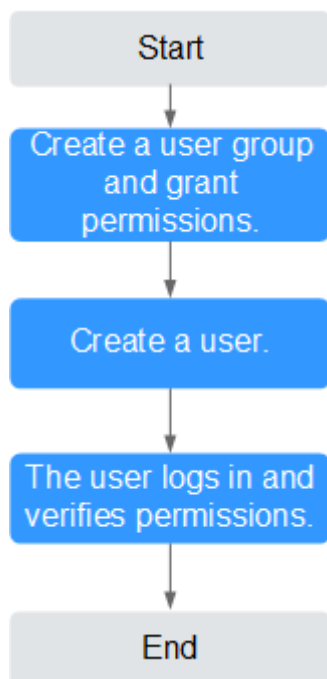 Start
Create a user group
and grant
permissions.
Create a user.
The user logs in and
verifies permissions.
End